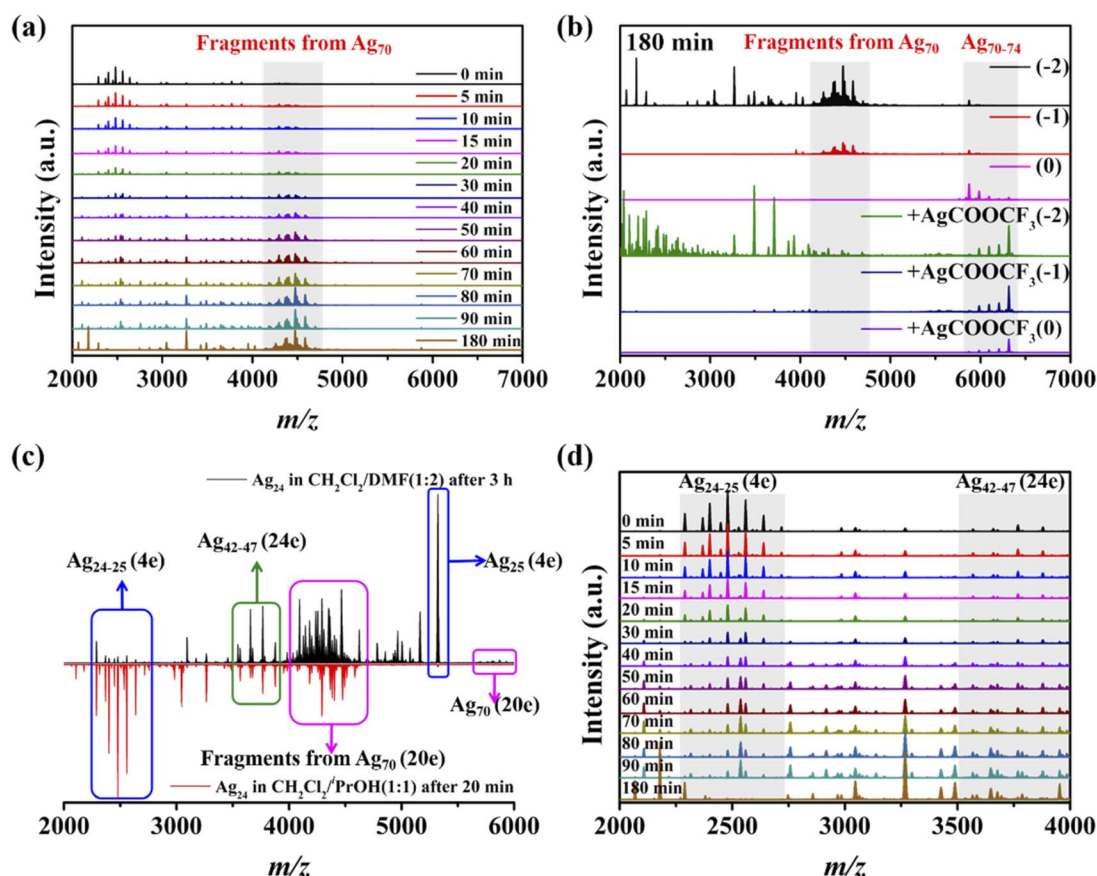 (a)
Fragments from Ag70
0 min
5 min
10 min
15 min
20 min
30 min
40 min
50 min
60 min
70 min
80 min
90 min
180 min
Intensity (a.u.)
2000 3000 4000 5000 6000 7000
m/z
(b)
180 min Fragments from Ag70 Ag70-74
(-2)
(-1)
(0)
+AgCOOCF3(-2)
+AgCOOCF3(-1)
+AgCOOCF3(0)
Intensity (a.u.)
2000 3000 4000 5000 6000 7000
m/z
(c)
Ag24 in CH2Cl2/DMF(1:2) after 3 h
Ag42-47 (24e)
Ag24-25 (4e)
Ag25 (4e)
Ag70 (20e)
Fragments from Ag70 (20e)
Ag24 in CH2Cl2/iPrOH(1:1) after 20 min
2000 3000 4000 5000 6000
m/z
(d)
Ag24-25 (4e) Ag42-47 (24e)
0 min
5 min
10 min
15 min
20 min
30 min
40 min
50 min
60 min
70 min
80 min
90 min
180 min
Intensity (a.u.)
2000 2500 3000 3500 4000
m/z